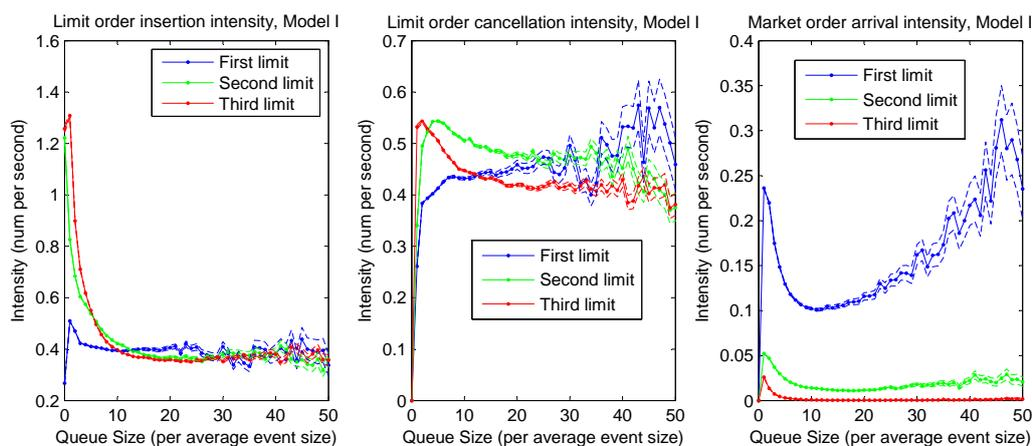 Limit order insertion intensity, Model I
Intensity (num per second)
1.6
1.4
1.2
1
0.8
0.6
0.4
0.2
0 10 20 30 40 50
Queue Size (per average event size)
First limit
Second limit
Third limit
Limit order cancellation intensity, Model I
Intensity (num per second)
0.7
0.6
0.5
0.4
0.3
0.2
0.1
0
0 10 20 30 40 50
Queue Size (per average event size)
First limit
Second limit
Third limit
Market order arrival intensity, Model I
Intensity (num per second)
0.4
0.35
0.3
0.25
0.2
0.15
0.1
0.05
0
0 10 20 30 40 50
Queue Size (per average event size)
First limit
Second limit
Third limit